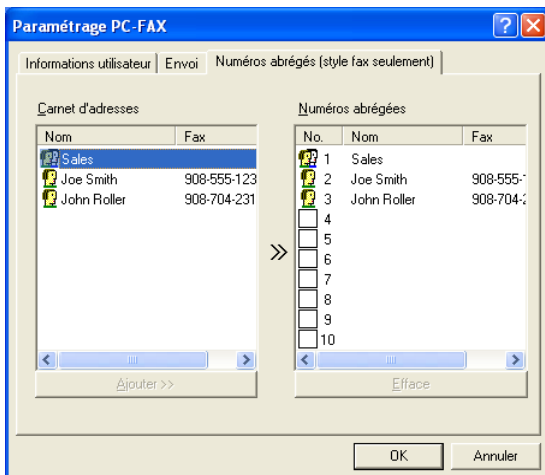 Paramétrage PC-FAX
Informations utilisateur Envoi Numéros abrégés (style fax seulement)
Carnet d'adresses Numéros abrégées
Nom Fax No. Nom Fax
Sales 1 Sales
Joe Smith 908-555-123 2 Joe Smith 908-555-
John Roller 908-704-231 3 John Roller 908-704-
4
5
6
7
8
9
10
Ajouter >> Efface
OK Annuler